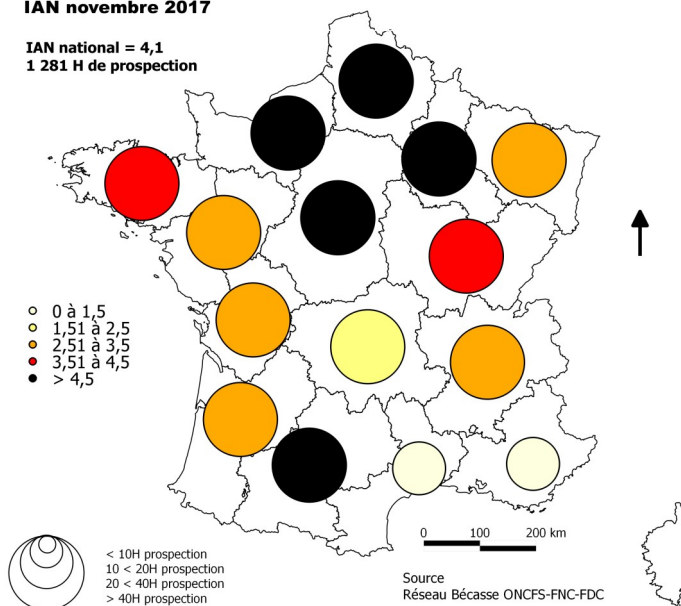 IAN novembre 2017
IAN national = 4,1
1 281 H de prospection
0 à 1,5
1,51 à 2,5
2,51 à 3,5
3,51 à 4,5
> 4,5
0 100 200 km
< 10H prospection
10 < 20H prospection
20 < 40H prospection
> 40H prospection
Source
Réseau Bécasse ONCFS-FNC-FDC